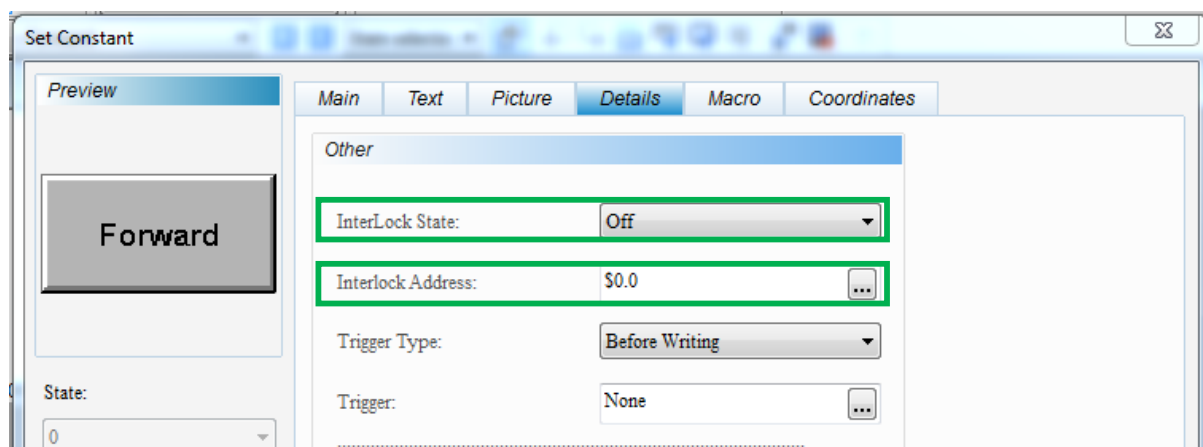 Set Constant
Preview
Forward
State:
0
Main Text Picture Details Macro Coordinates
Other
InterLock State: Off
Interlock Address: $0.0 ...
Trigger Type: Before Writing
Trigger: None ...